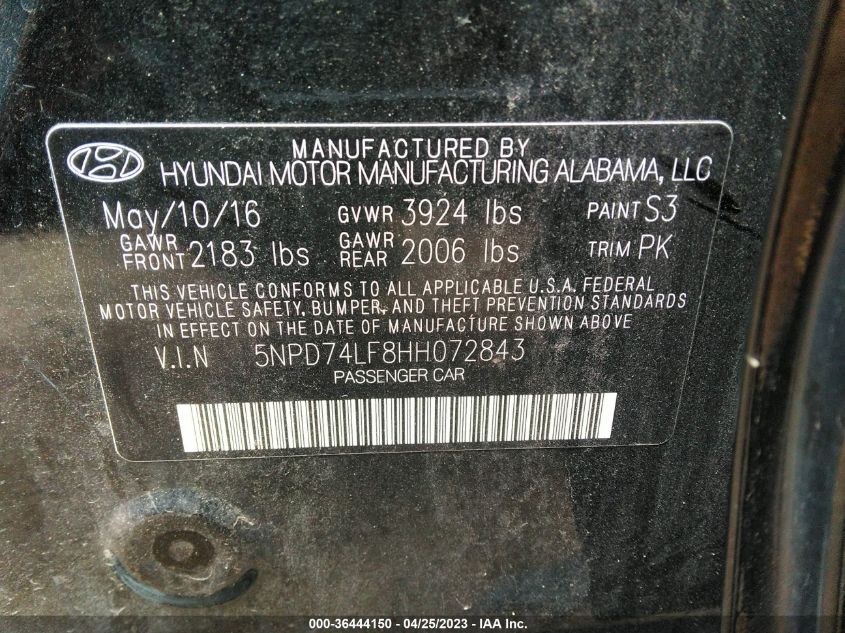 MANUFACTURED BY
HYUNDAI MOTOR MANUFACTURING ALABAMA, LLC
May/10/16 GVWR 3924 lbs PAINT S3
GAWR FRONT 2183 lbs GAWR REAR 2006 lbs TRIM PK
THIS VEHICLE CONFORMS TO ALL APPLICABLE U.S.A. FEDERAL
MOTOR VEHICLE SAFETY, BUMPER, AND THEFT PREVENTION STANDARDS
IN EFFECT ON THE DATE OF MANUFACTURE SHOWN ABOVE
V.I.N 5NPD74LF8HH072843
PASSENGER CAR
000-36444150 - 04/25/2023 - IAA Inc.